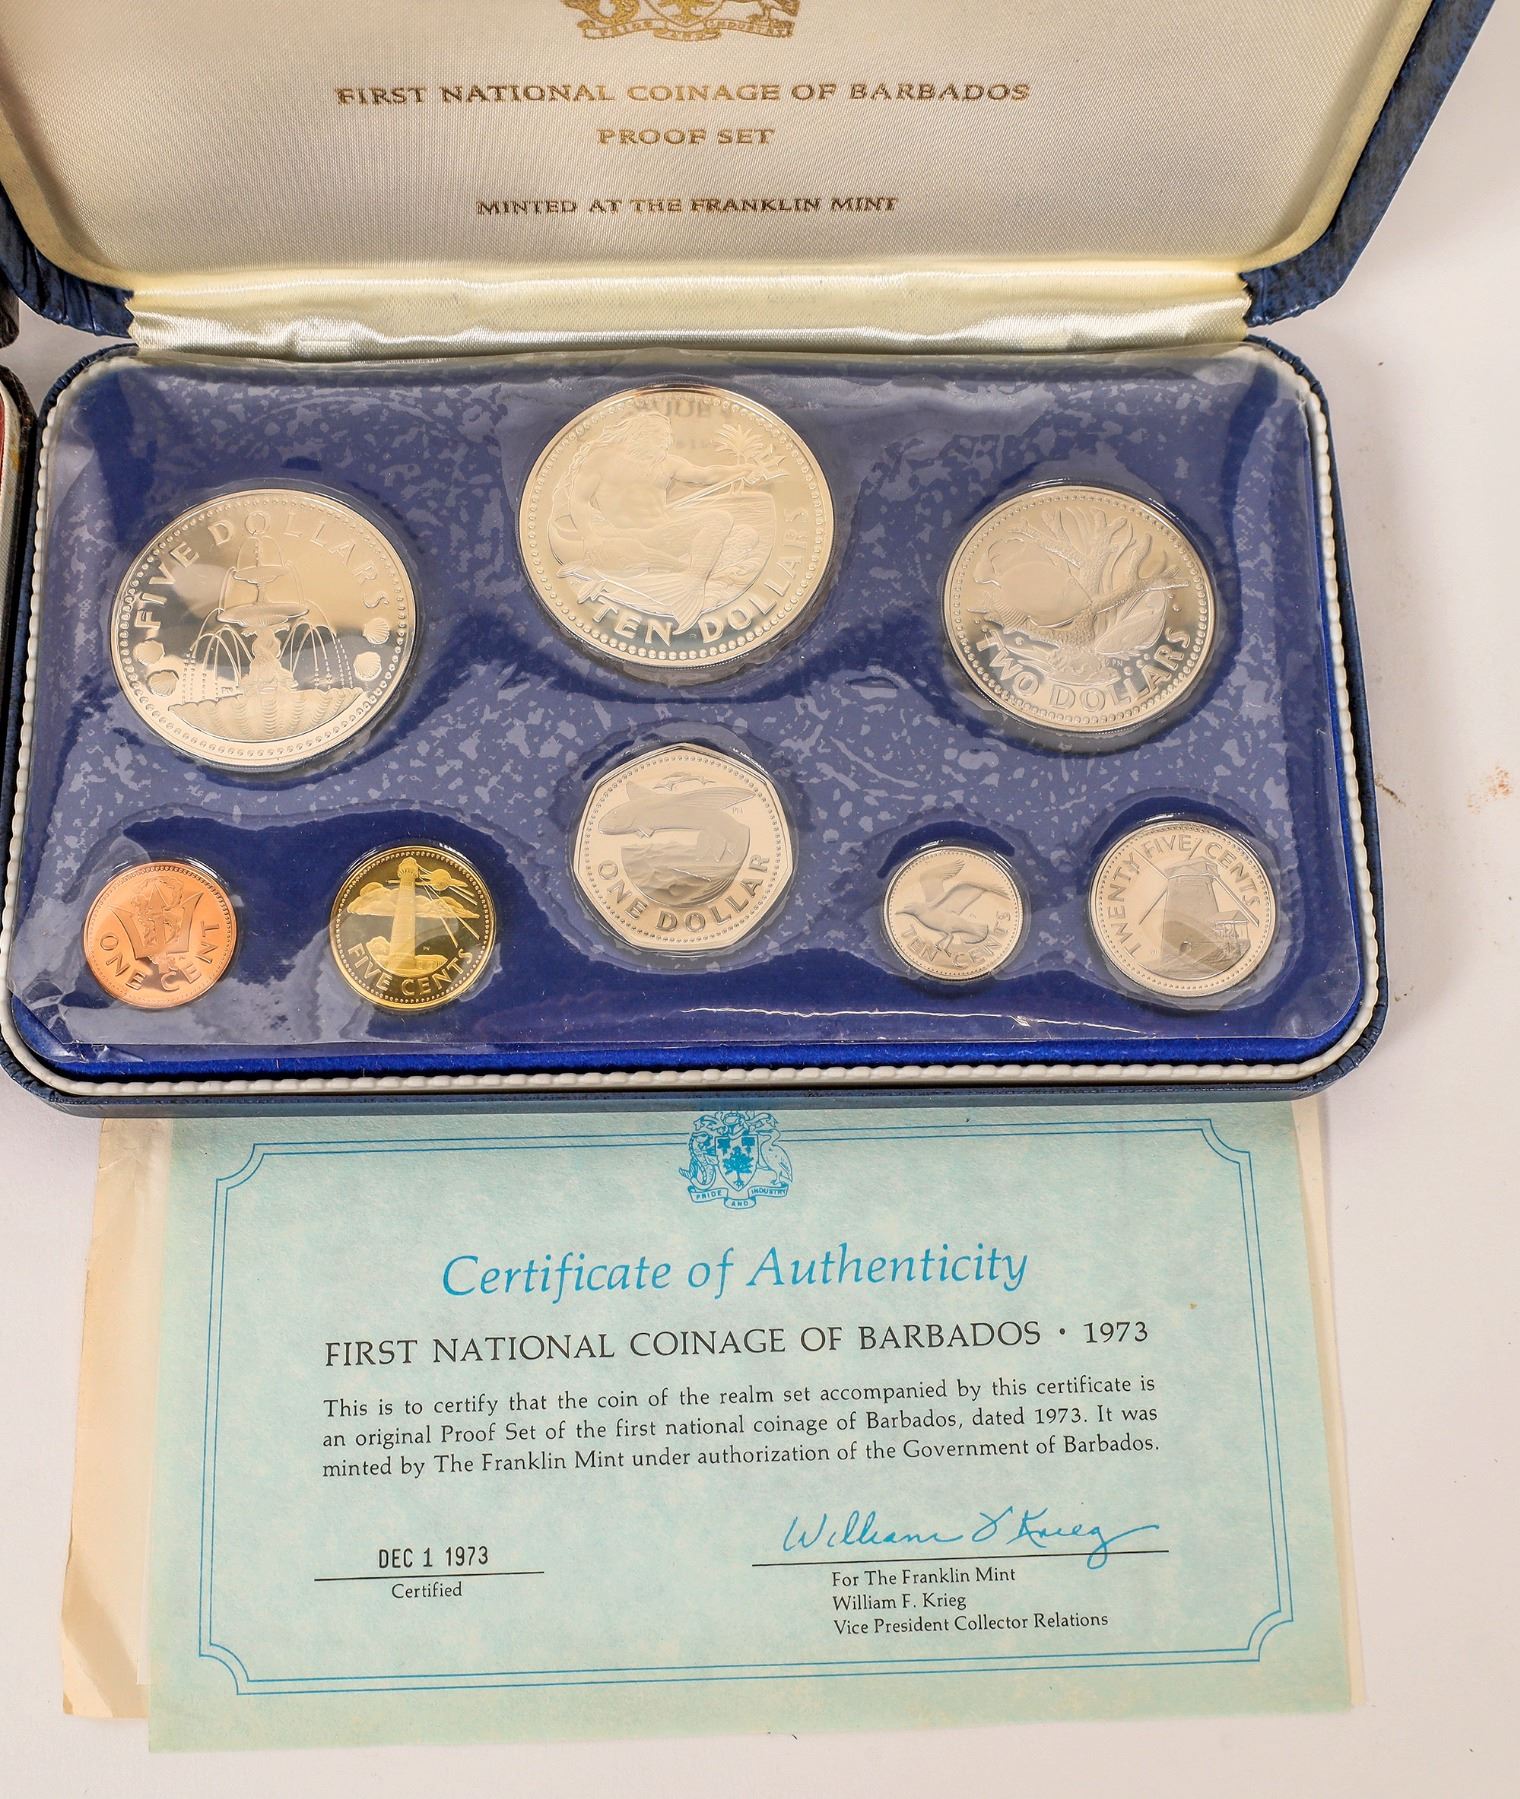 PRIDE AND INDUSTRY
FIRST NATIONAL COINAGE OF BARBADOS
PROOF SET
MINTED AT THE FRANKLIN MINT
FIVE DOLLARS
TEN DOLLARS
TWO DOLLARS
ONE CENT
FIVE CENTS
ONE DOLLAR
TEN CENTS
TWENTY FIVE CENTS
PRIDE AND INDUSTRY
Certificate of Authenticity
FIRST NATIONAL COINAGE OF BARBADOS · 1973
This is to certify that the coin of the realm set accompanied by this certificate is
an original Proof Set of the first national coinage of Barbados, dated 1973. It was
minted by The Franklin Mint under authorization of the Government of Barbados.
William F Krieg
DEC 1 1973
Certified
For The Franklin Mint
William F. Krieg
Vice President Collector Relations